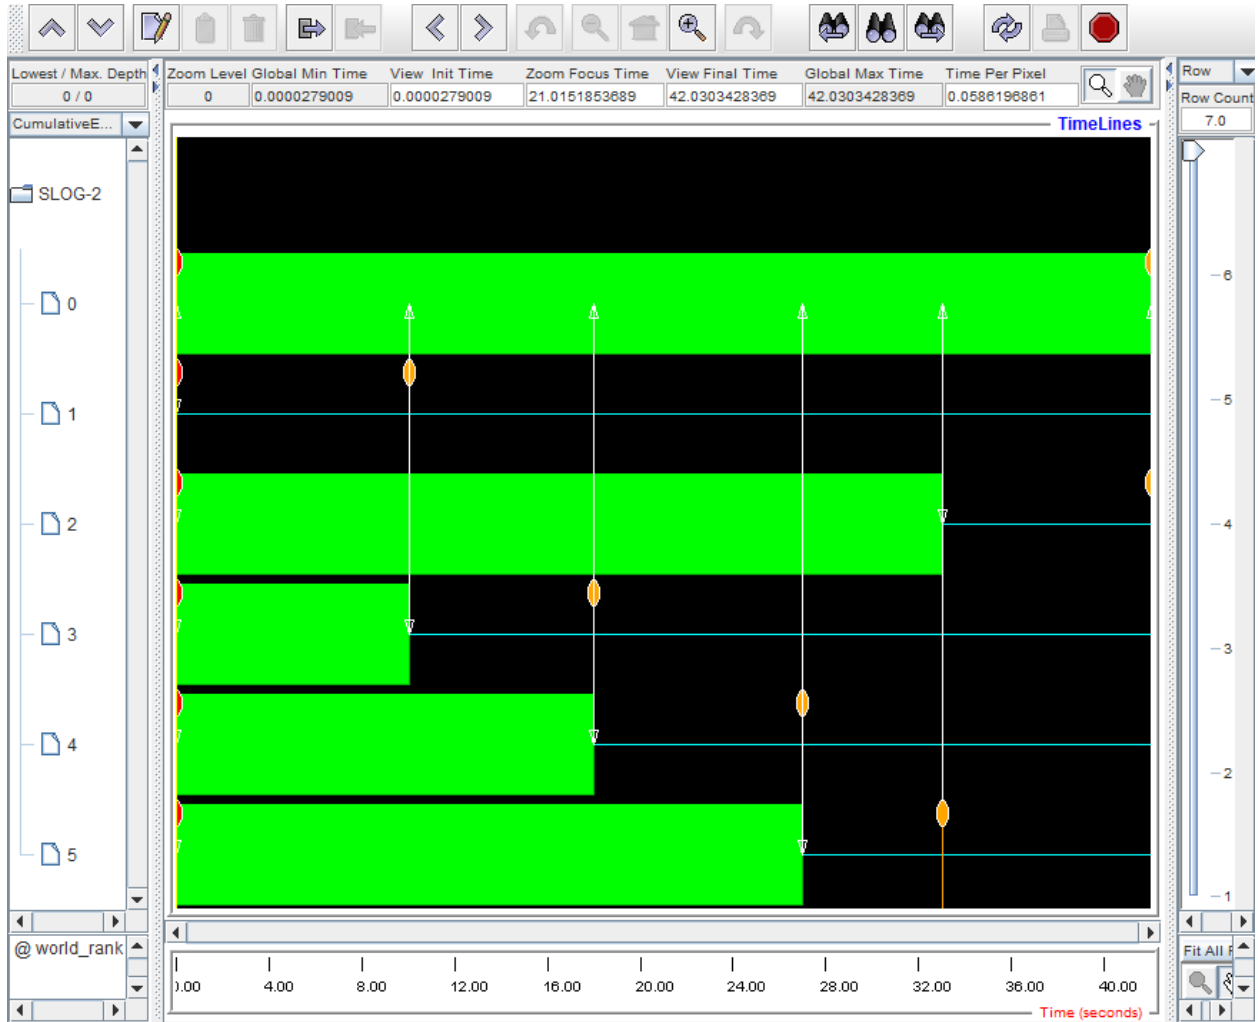 Lowest / Max. Depth
0 / 0
CumulativeE...
Zoom Level Global Min Time View Init Time Zoom Focus Time View Final Time Global Max Time Time Per Pixel
0 0.0000279009 0.0000279009 21.0151853689 42.0303428369 42.0303428369 0.0586196861
Row
Row Count
7.0
TimeLines
SLOG-2
0
1
2
3
4
5
6
5
4
3
2
1
@ world_rank
Fit All
0.00 4.00 8.00 12.00 16.00 20.00 24.00 28.00 32.00 36.00 40.00
Time (seconds)